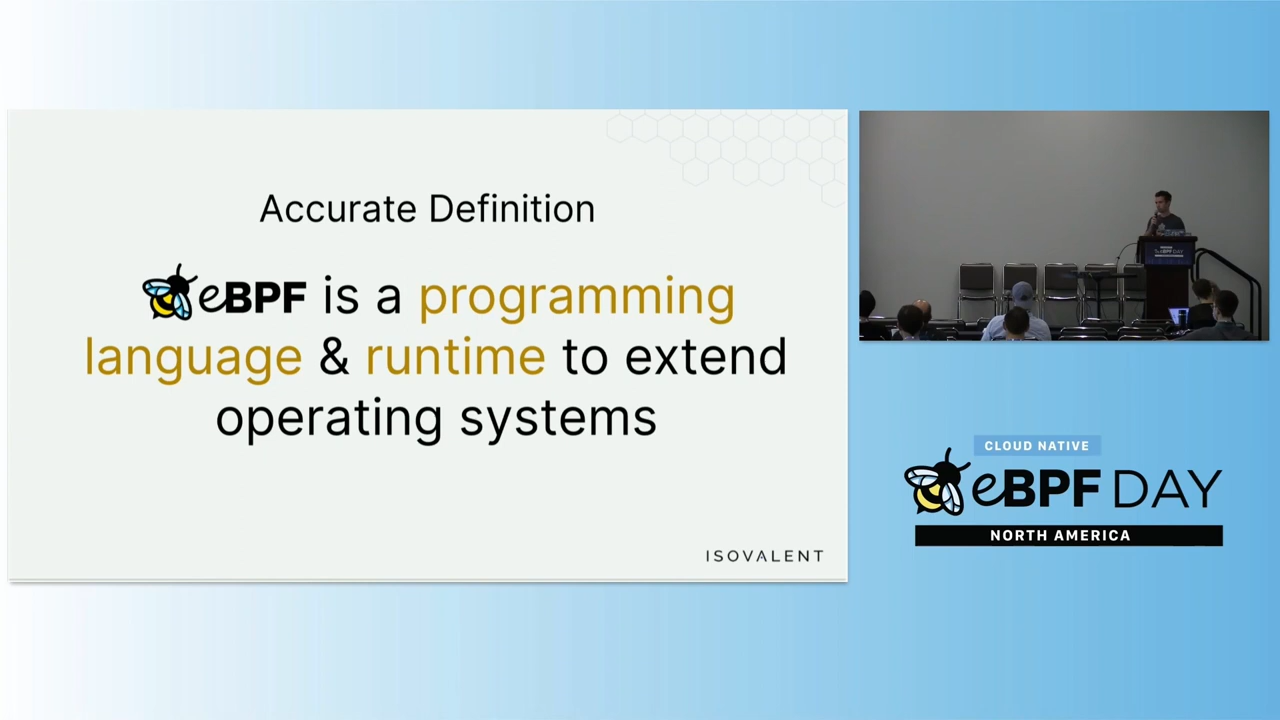 Accurate Definition
eBPF is a programming
language & runtime to extend
operating systems
ISOVALENT
CLOUD NATIVE
eBPF DAY
NORTH AMERICA